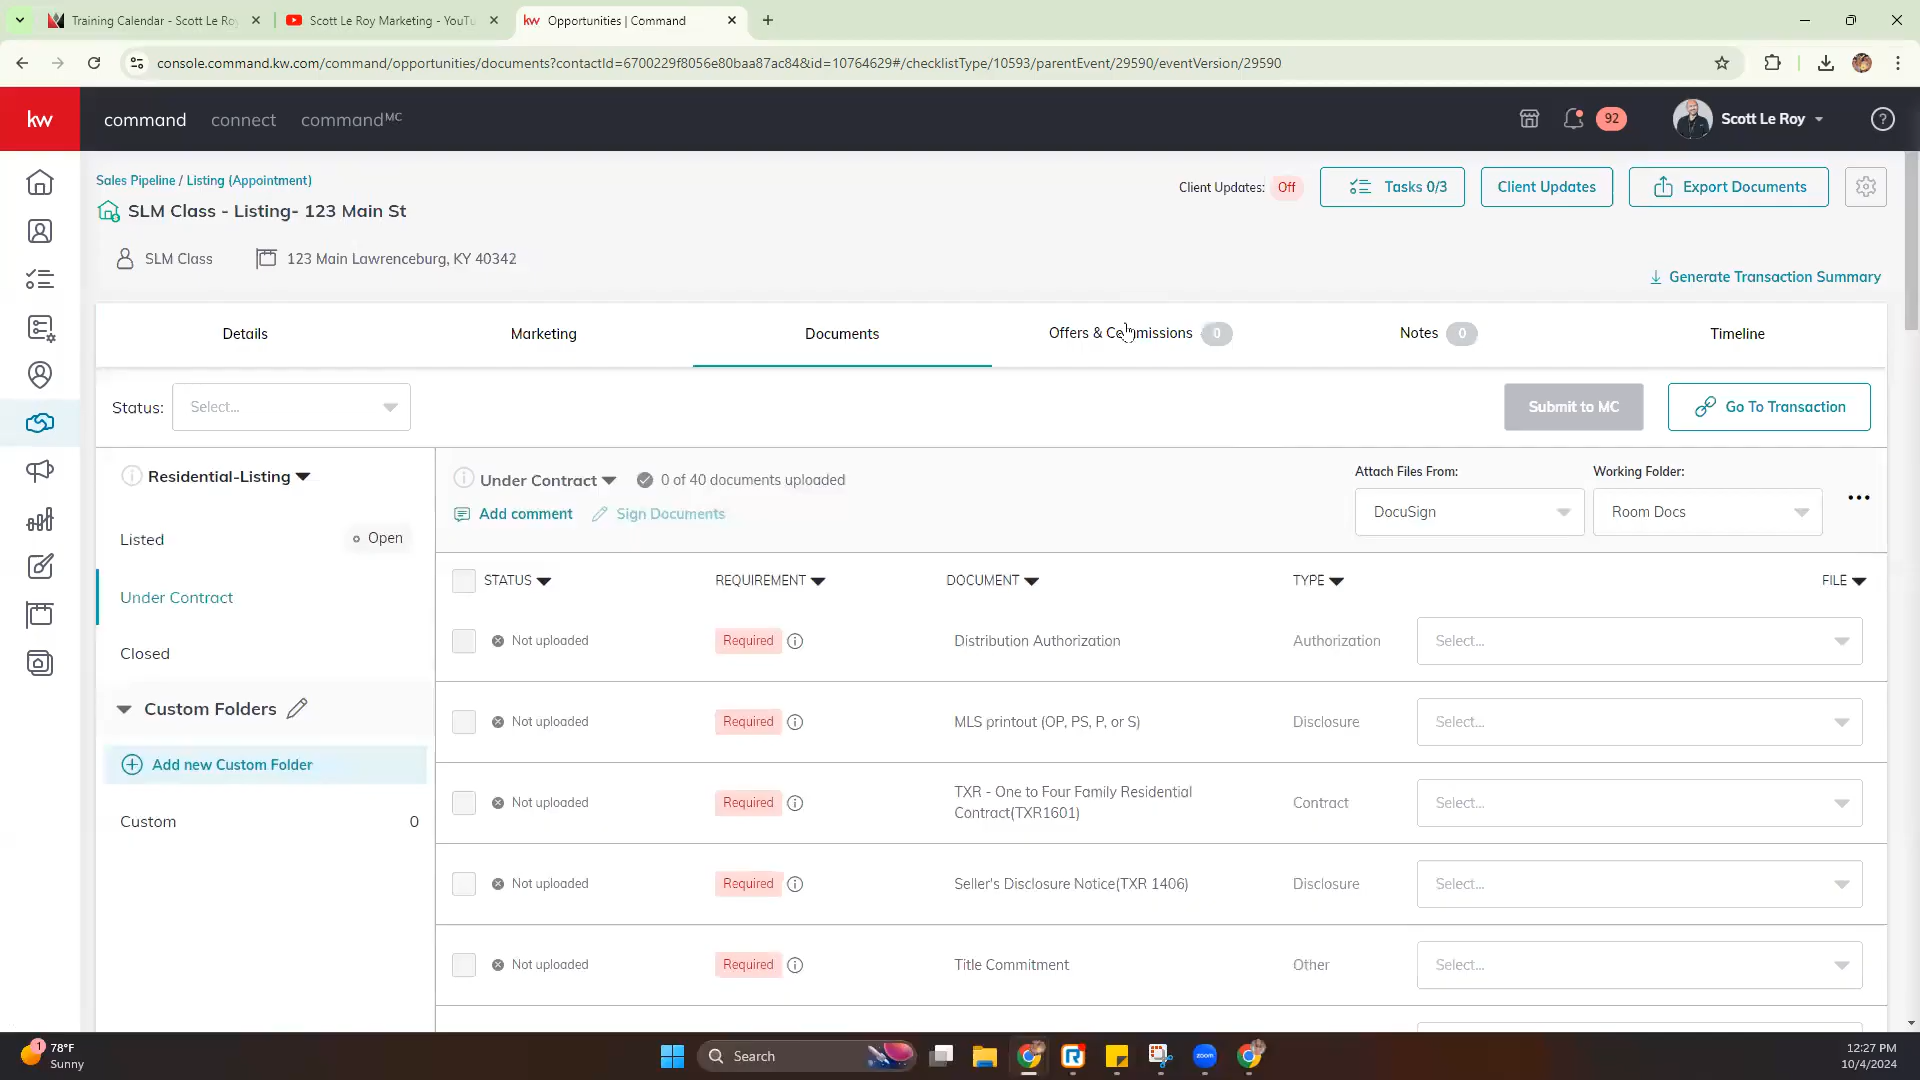 Training Calendar - Scott Le Ro
Scott Le Roy Marketing - YouTu
kw Opportunities | Command
console.command.kw.com/command/opportunities/documents?contactId=6700229f8056e80baa87ac84&id=10764629#/checklistType/10593/parentEvent/29590/eventVersion/29590
kw command connect commandMC 92 Scott Le Roy
Sales Pipeline / Listing (Appointment)
Client Updates: Off Tasks 0/3 Client Updates Export Documents
SLM Class - Listing- 123 Main St
SLM Class 123 Main Lawrenceburg, KY 40342
Generate Transaction Summary
Details Marketing Documents Offers & Commissions 0 Notes 0 Timeline
Status: Select... Submit to MC Go To Transaction
Residential-Listing
Listed Open
Under Contract
Closed
Custom Folders
Add new Custom Folder
Custom 0
Under Contract 0 of 40 documents uploaded
Add comment Sign Documents
Attach Files From: Working Folder:
DocuSign Room Docs
STATUS REQUIREMENT DOCUMENT TYPE FILE
Not uploaded Required Distribution Authorization Authorization Select...
Not uploaded Required MLS printout (OP, PS, P, or S) Disclosure Select...
Not uploaded Required TXR - One to Four Family Residential Contract(TXR1601) Contract Select...
Not uploaded Required Seller's Disclosure Notice(TXR 1406) Disclosure Select...
Not uploaded Required Title Commitment Other Select...
1 78°F
Sunny
Search
zoom
12:27 PM
10/4/2024